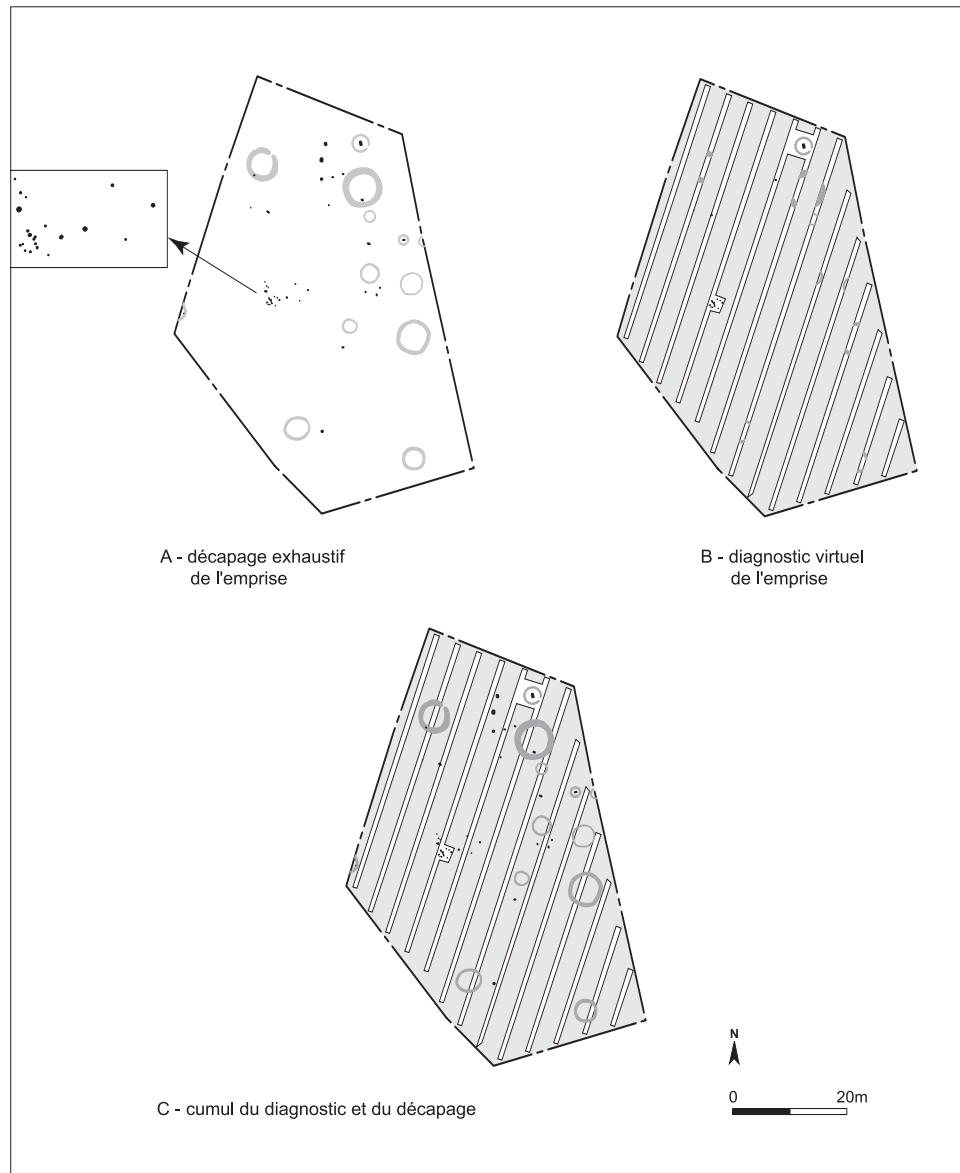 A - décapage exhaustif
de l'emprise
B - diagnostic virtuel
de l'emprise
C - cumul du diagnostic et du décapage
N
0 20m